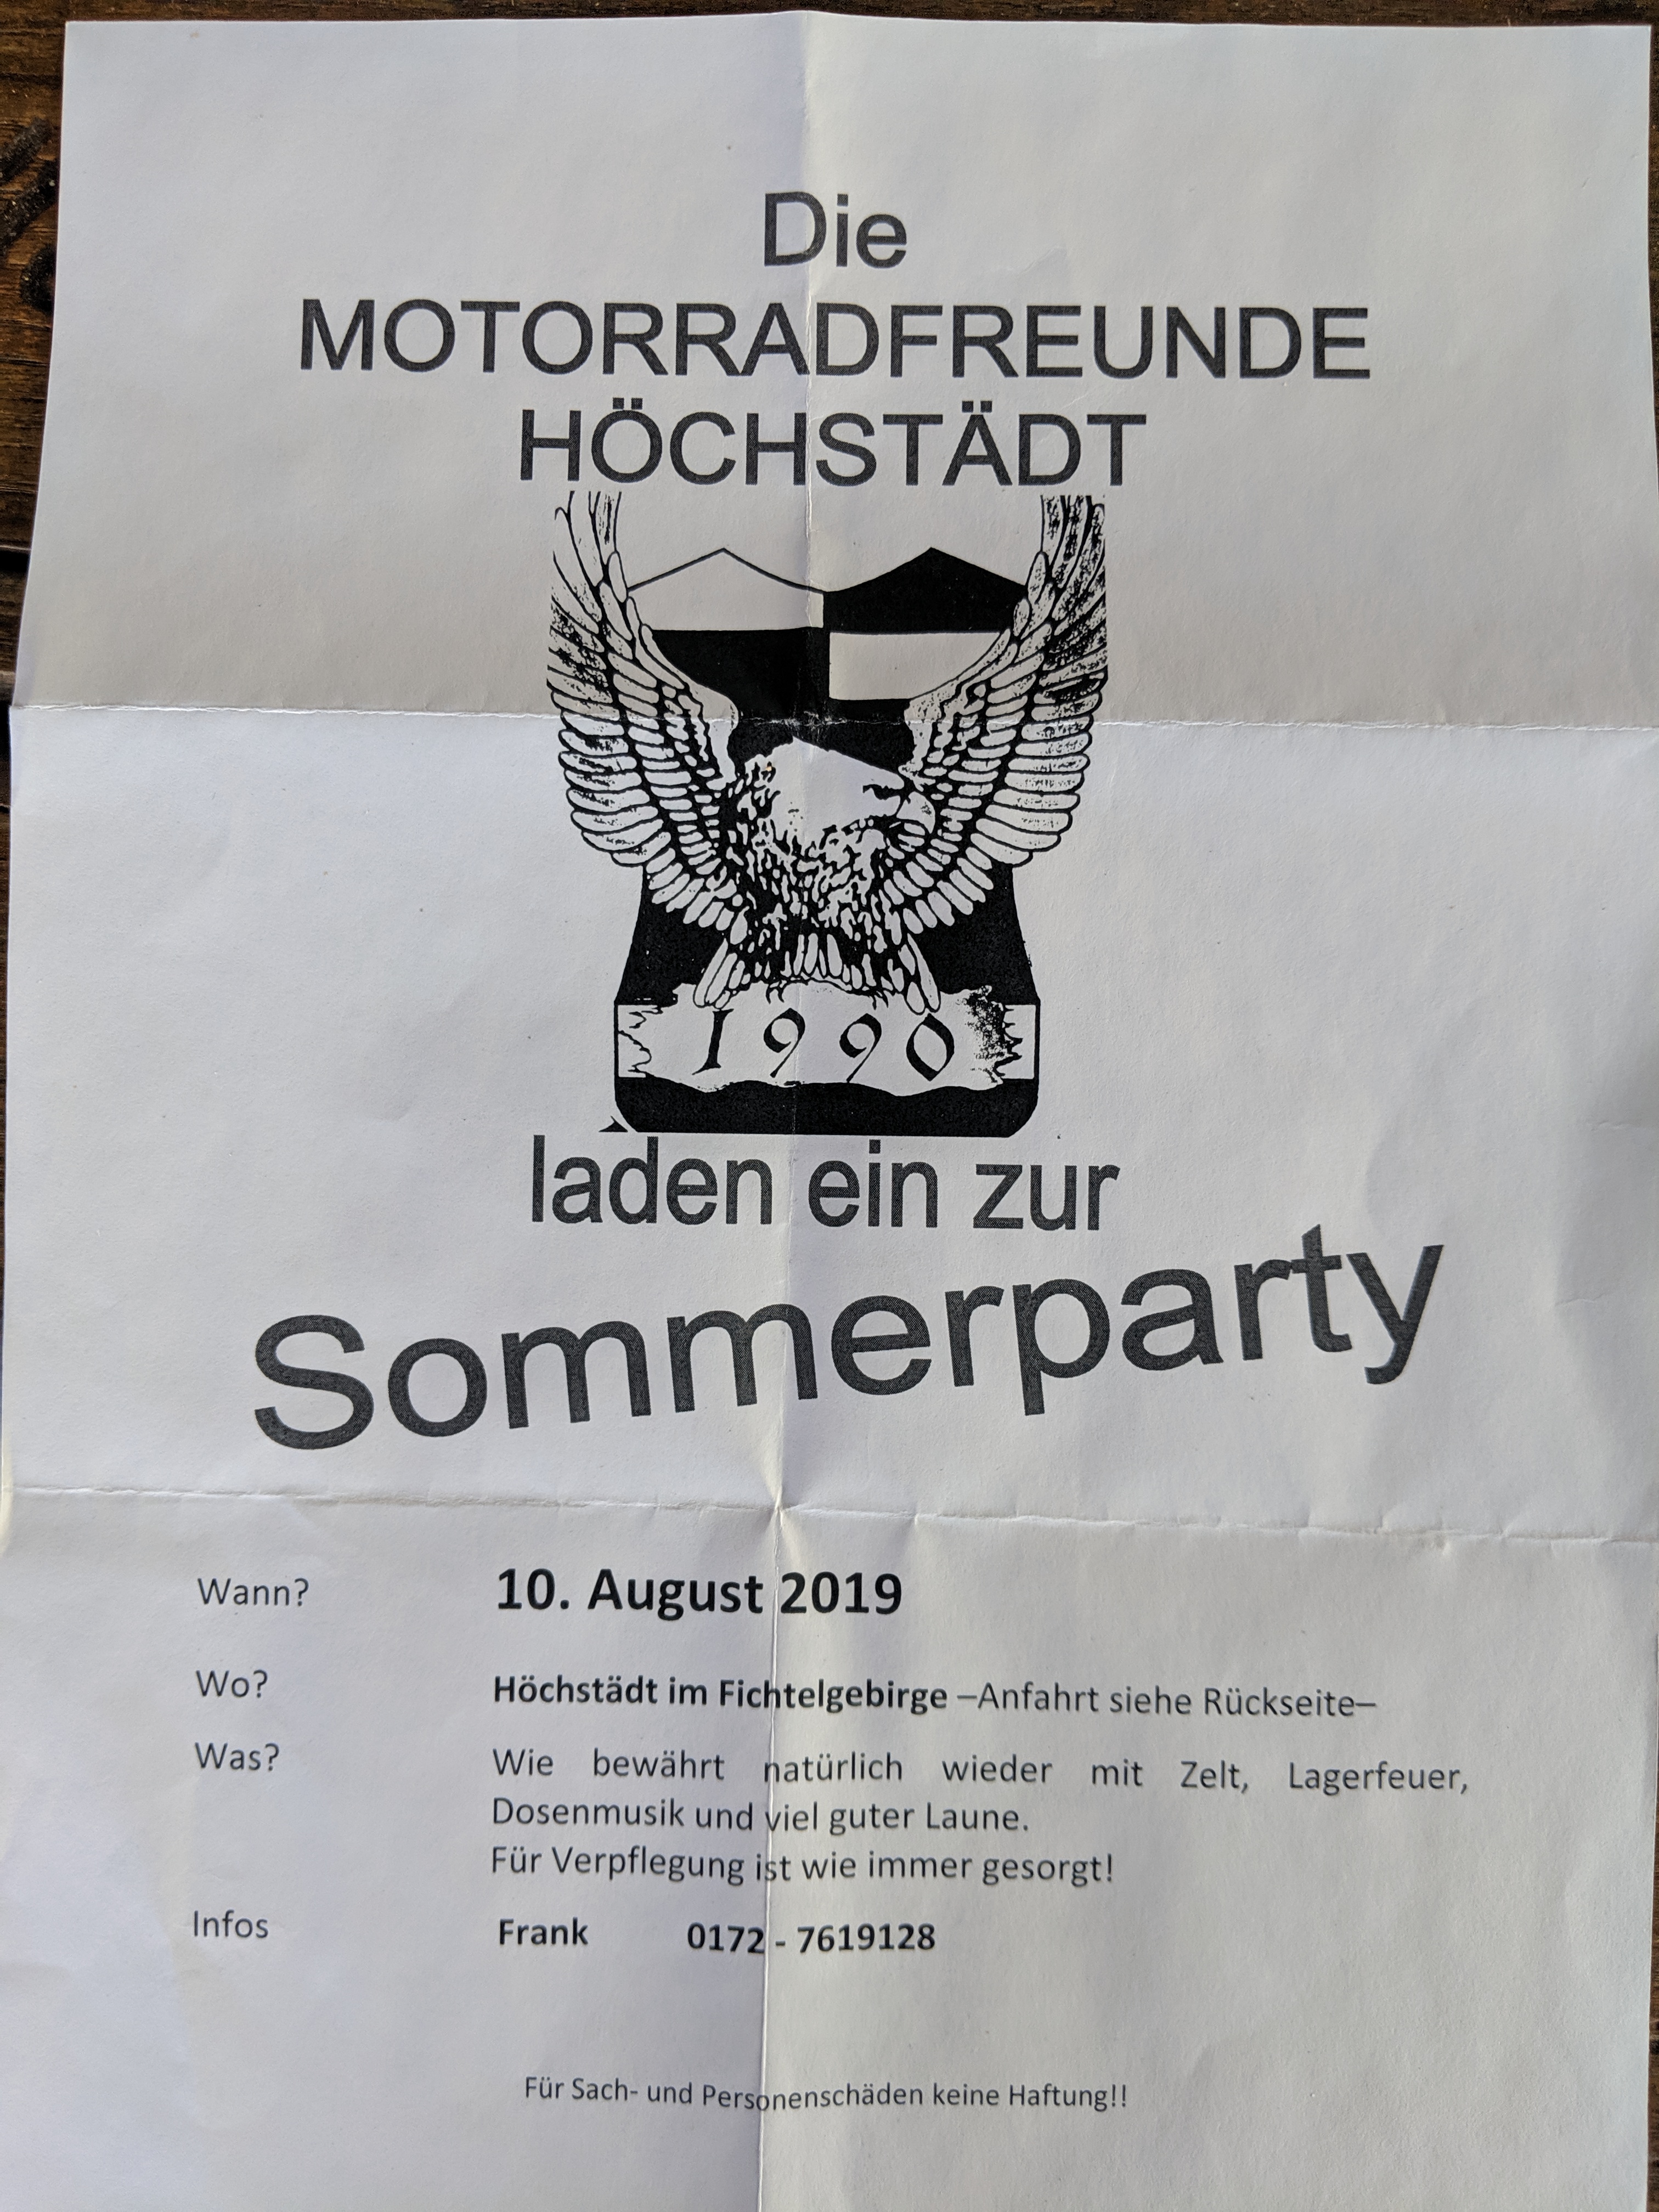 Die
MOTORRADFREUNDE
HÖCHSTÄDT
1990
laden ein zur
Sommerparty
Wann? 10. August 2019
Wo? Höchstädt im Fichtelgebirge –Anfahrt siehe Rückseite–
Was? Wie bewährt natürlich wieder mit Zelt, Lagerfeuer,
Dosenmusik und viel guter Laune.
Für Verpflegung ist wie immer gesorgt!
Infos Frank 0172 - 7619128
Für Sach- und Personenschäden keine Haftung!!